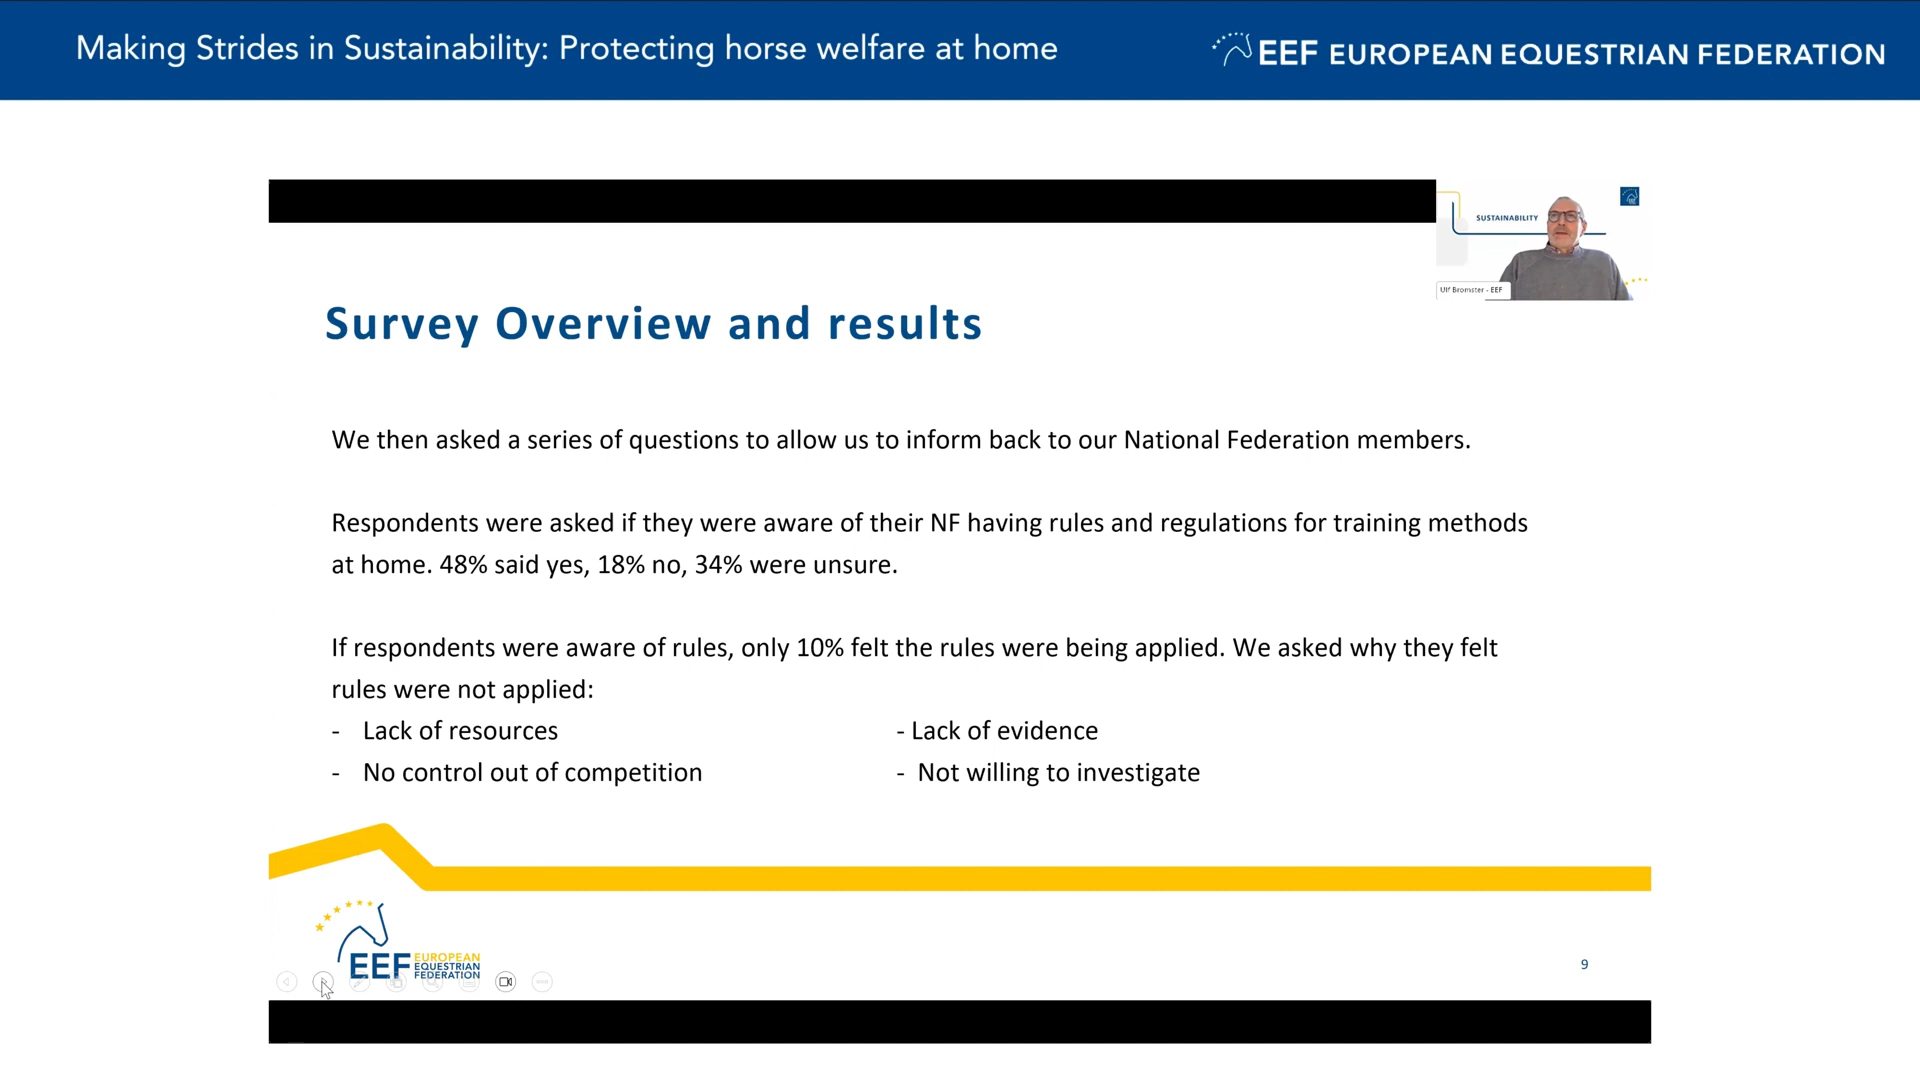 Making Strides in Sustainability: Protecting horse welfare at home
EEF EUROPEAN EQUESTRIAN FEDERATION
SUSTAINABILITY
Ulf Bromster - EEF
Survey Overview and results
We then asked a series of questions to allow us to inform back to our National Federation members.
Respondents were asked if they were aware of their NF having rules and regulations for training methods
at home. 48% said yes, 18% no, 34% were unsure.
If respondents were aware of rules, only 10% felt the rules were being applied. We asked why they felt
rules were not applied:
- Lack of resources
- Lack of evidence
- No control out of competition
- Not willing to investigate
EEF EUROPEAN
EQUESTRIAN
FEDERATION
9